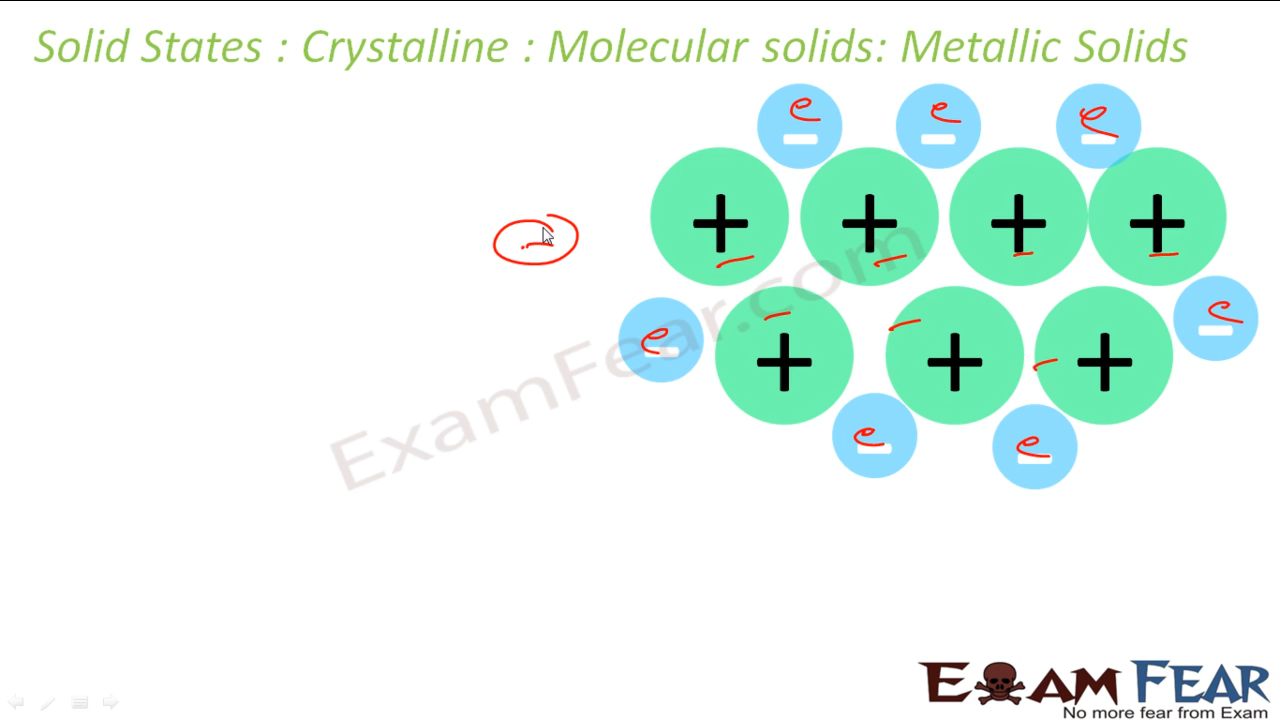 Solid States : Crystalline : Molecular solids: Metallic Solids
e e e
+ + + +
e e
+ + +
e e
ExamFear.com
EXAM FEAR
No more fear from Exam